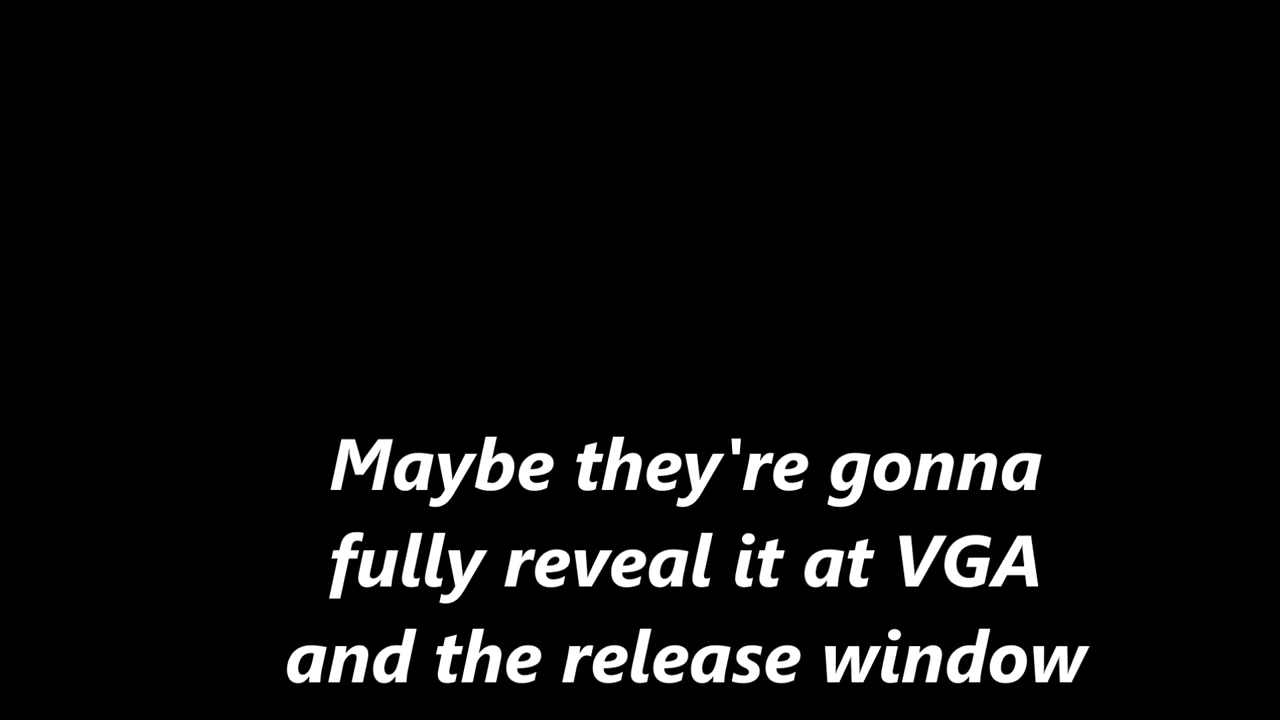 Maybe they're gonna
fully reveal it at VGA
and the release window